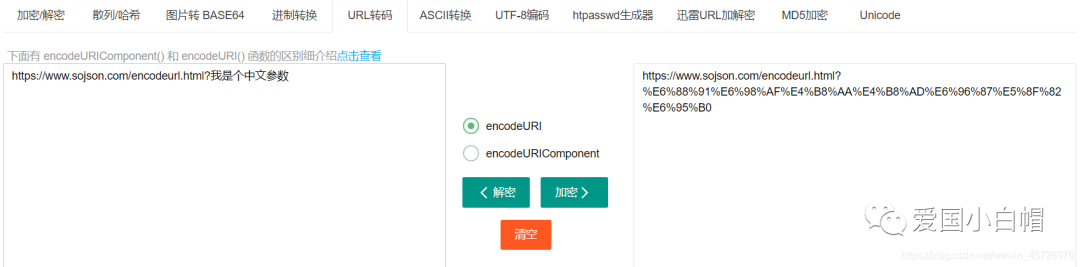 加密/解密 散列/哈希 图片转 BASE64 进制转换 URL转码 ASCII转换 UTF-8编码 htpasswd生成器 迅雷URL加解密 MD5加密 Unicode
下面有 encodeURIComponent() 和 encodeURI() 函数的区别细介绍点击查看
https://www.sojson.com/encodeurl.html?我是个中文参数
encodeURI
encodeURIComponent
解密
加密
清空
https://www.sojson.com/encodeurl.html?
%E6%88%91%E6%98%AF%E4%B8%AA%E4%B8%AD%E6%96%87%E5%8F%82
%E6%95%B0
爱国小白帽
https://blog.csdn.net/weixin_45728976